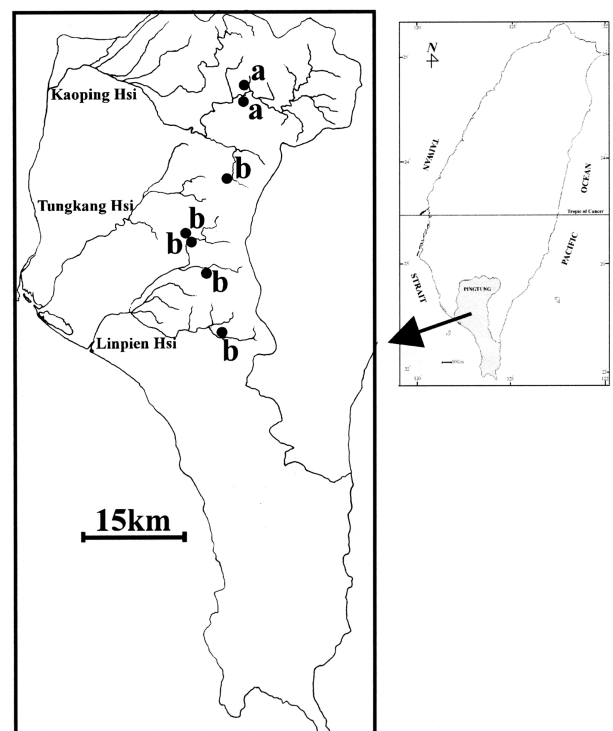 Kaoping Hsi
a
a
b
Tungkang Hsi
b
b
b
Linpien Hsi
b
15km
N
TAIWAN
STRAIT
PACIFIC
OCEAN
Tropic of Cancer
PINGTUNG